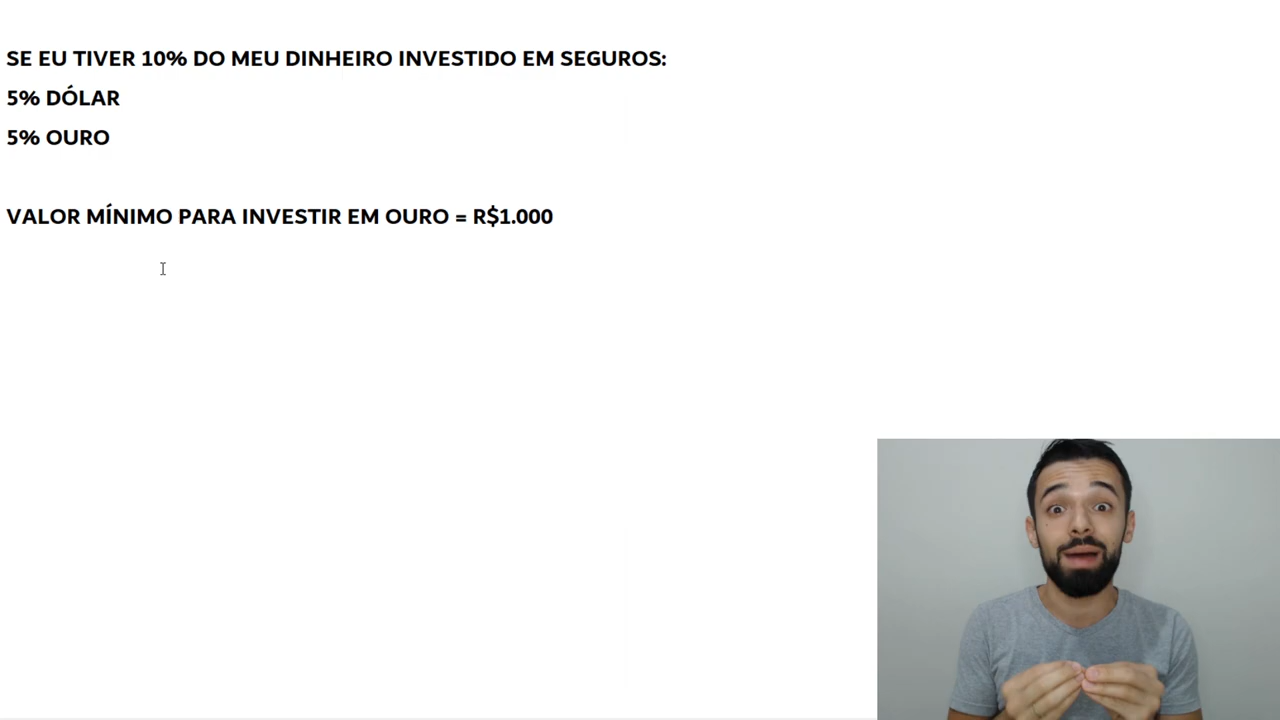 SE EU TIVER 10% DO MEU DINHEIRO INVESTIDO EM SEGUROS:
5% DÓLAR
5% OURO
VALOR MÍNIMO PARA INVESTIR EM OURO = R$1.000